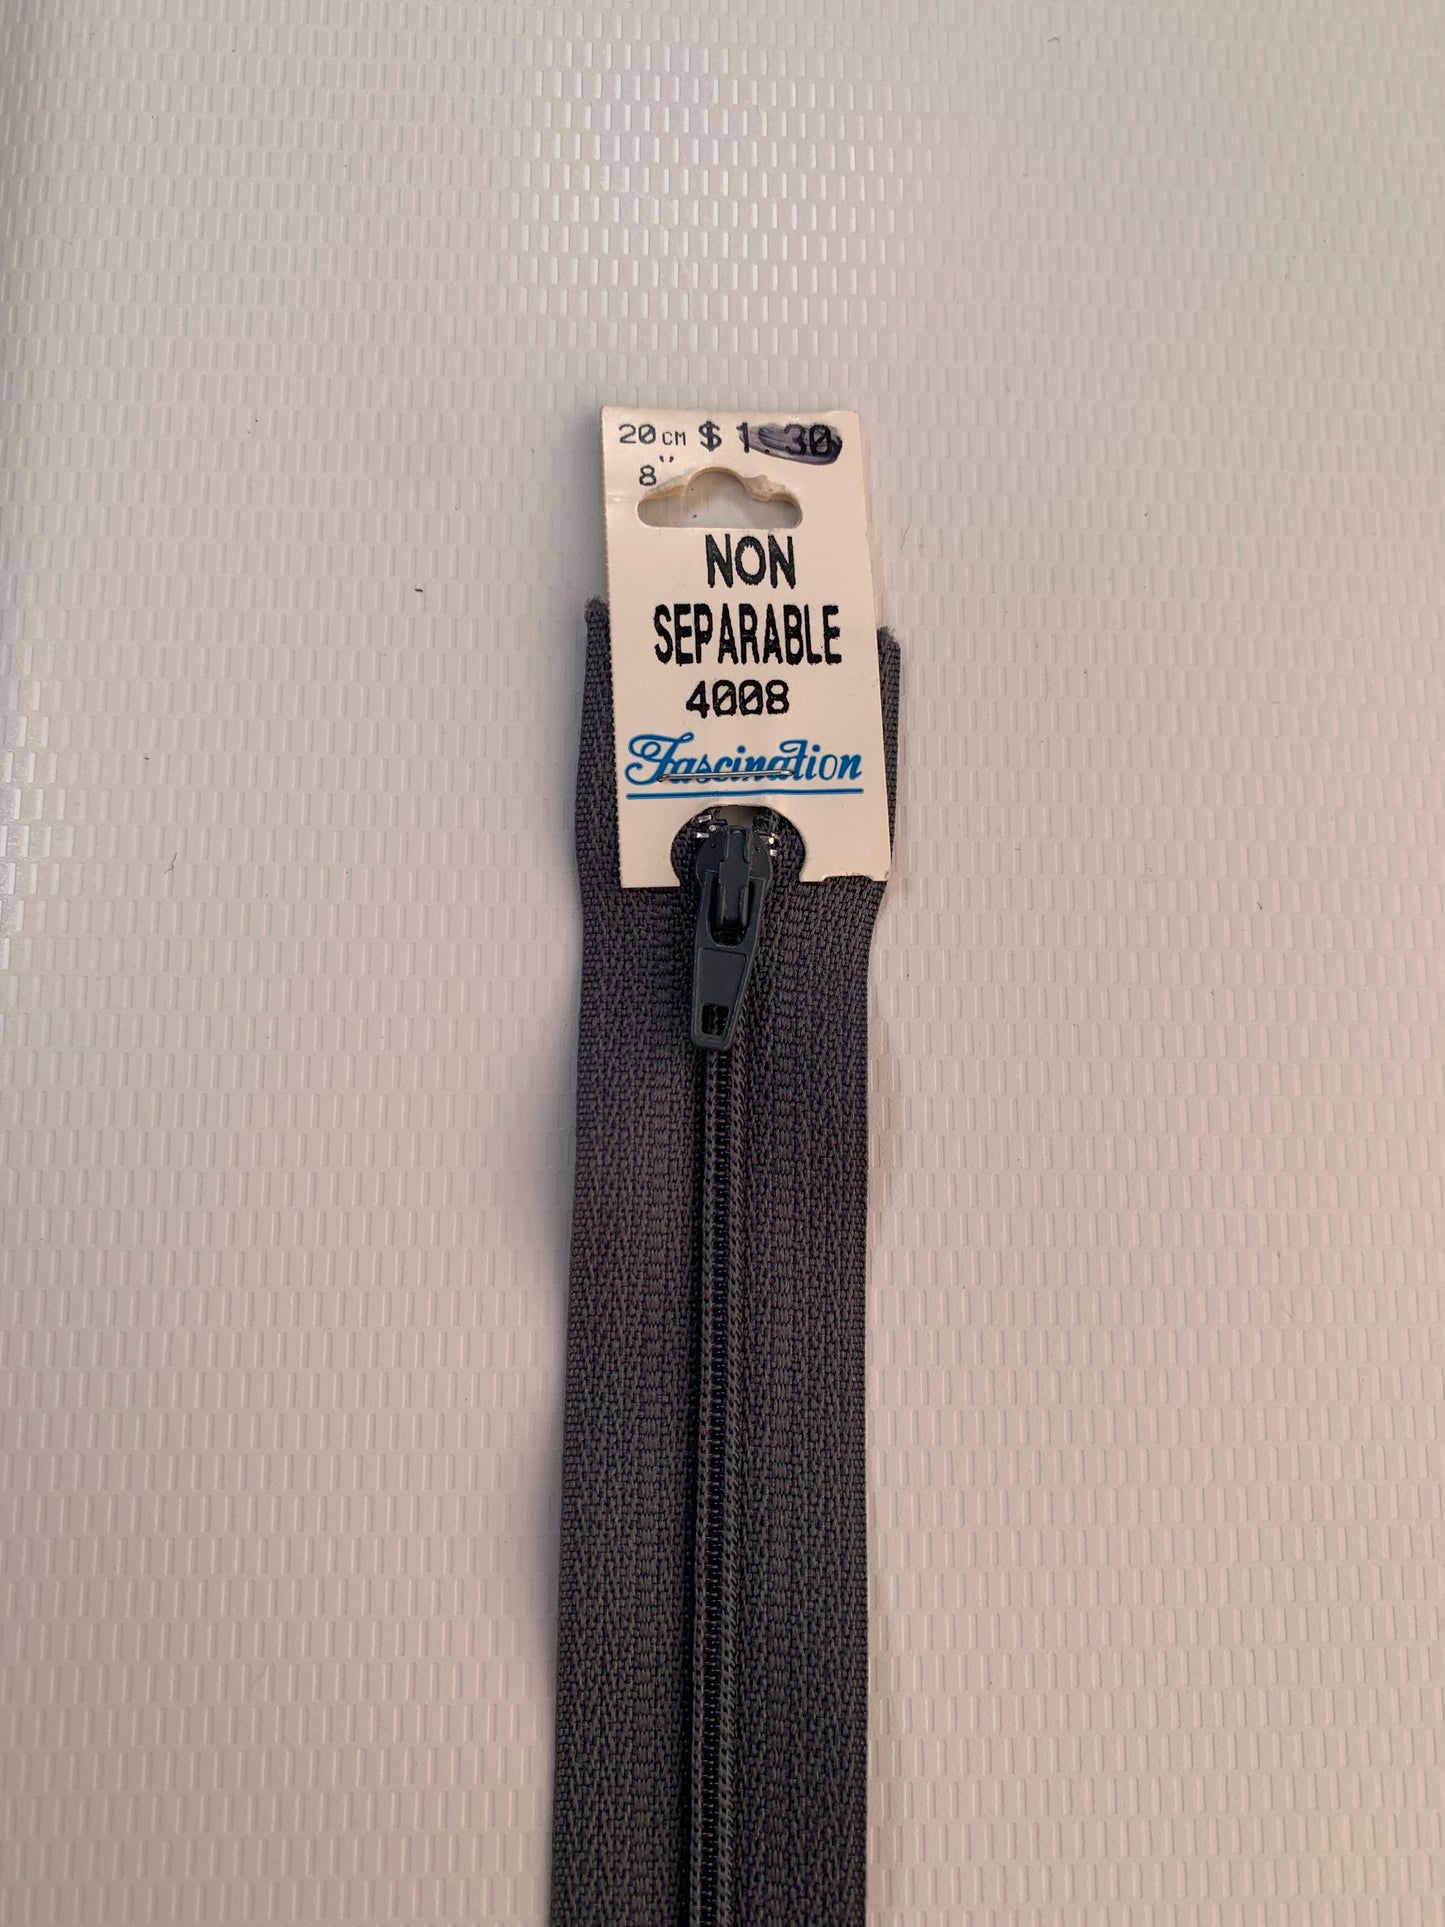 20 CM $ 1.30
8"
NON
SEPARABLE
4008
Fascination